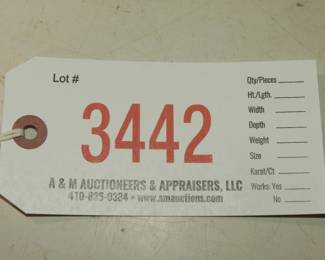 Lot #
3442
A & M AUCTIONEERS & APPRAISERS, LLC
410-835-0384 • www.amauctions.com
Qty/Pieces
Ht./Lgth.
Width
Depth
Weight
Size
Karat/Ct
Works: Yes
No